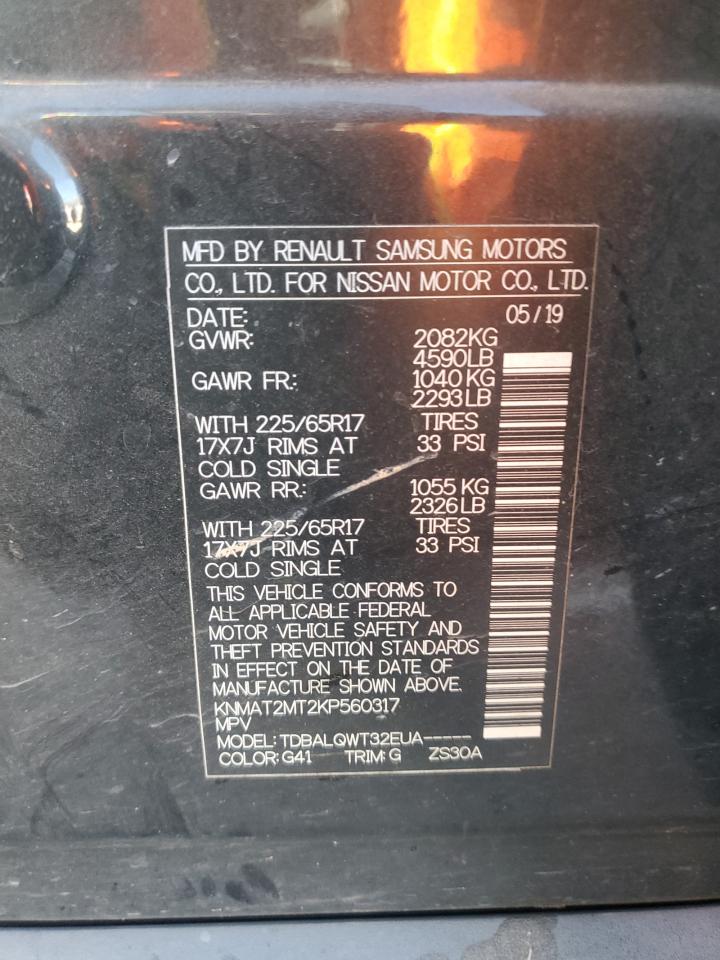 MFD BY RENAULT SAMSUNG MOTORS
CO., LTD. FOR NISSAN MOTOR CO., LTD.
DATE: 05/19
GVWR: 2082KG
4590LB
GAWR FR: 1040KG
2293LB
WITH 225/65R17 TIRES
17X7J RIMS AT 33 PSI
COLD SINGLE
GAWR RR: 1055KG
2326LB
WITH 225/65R17 TIRES
17X7J RIMS AT 33 PSI
COLD SINGLE
THIS VEHICLE CONFORMS TO
ALL APPLICABLE FEDERAL
MOTOR VEHICLE SAFETY AND
THEFT PREVENTION STANDARDS
IN EFFECT ON THE DATE OF
MANUFACTURE SHOWN ABOVE.
KNMAT2MT2KP560317
MPV
MODEL: TDBALQWT32EUA-----
COLOR: G41 TRIM: G ZS30A